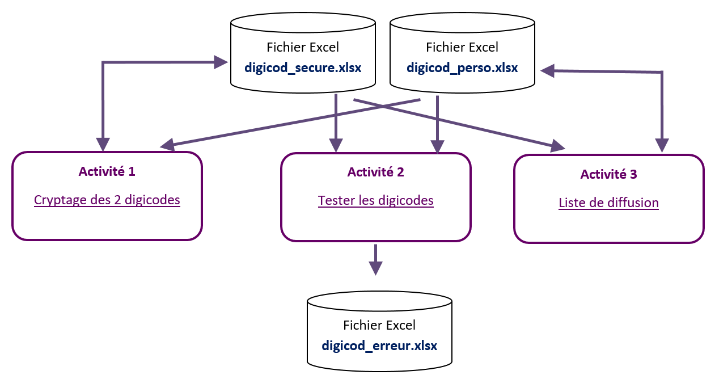 Fichier Excel
digicod_secure.xlsx
Fichier Excel
digicod_perso.xlsx
Activité 1
Cryptage des 2 digicodes
Activité 2
Tester les digicodes
Activité 3
Liste de diffusion
Fichier Excel
digicod_erreur.xlsx